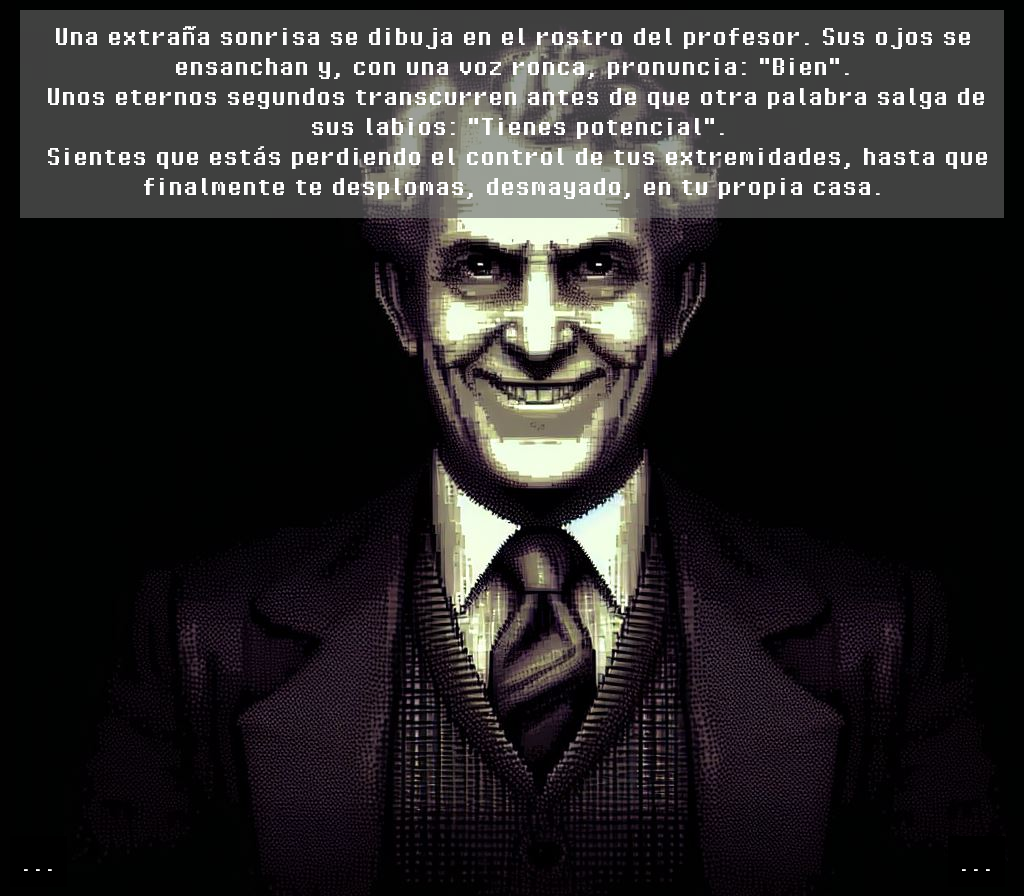 Una extraña sonrisa se dibuja en el rostro del profesor. Sus ojos se
ensanchan y, con una voz ronca, pronuncia: "Bien".
Unos eternos segundos transcurren antes de que otra palabra salga de
sus labios: "Tienes potencial".
Sientes que estás perdiendo el control de tus extremidades, hasta que
finalmente te desplomas, desmayado, en tu propia casa.
...
...